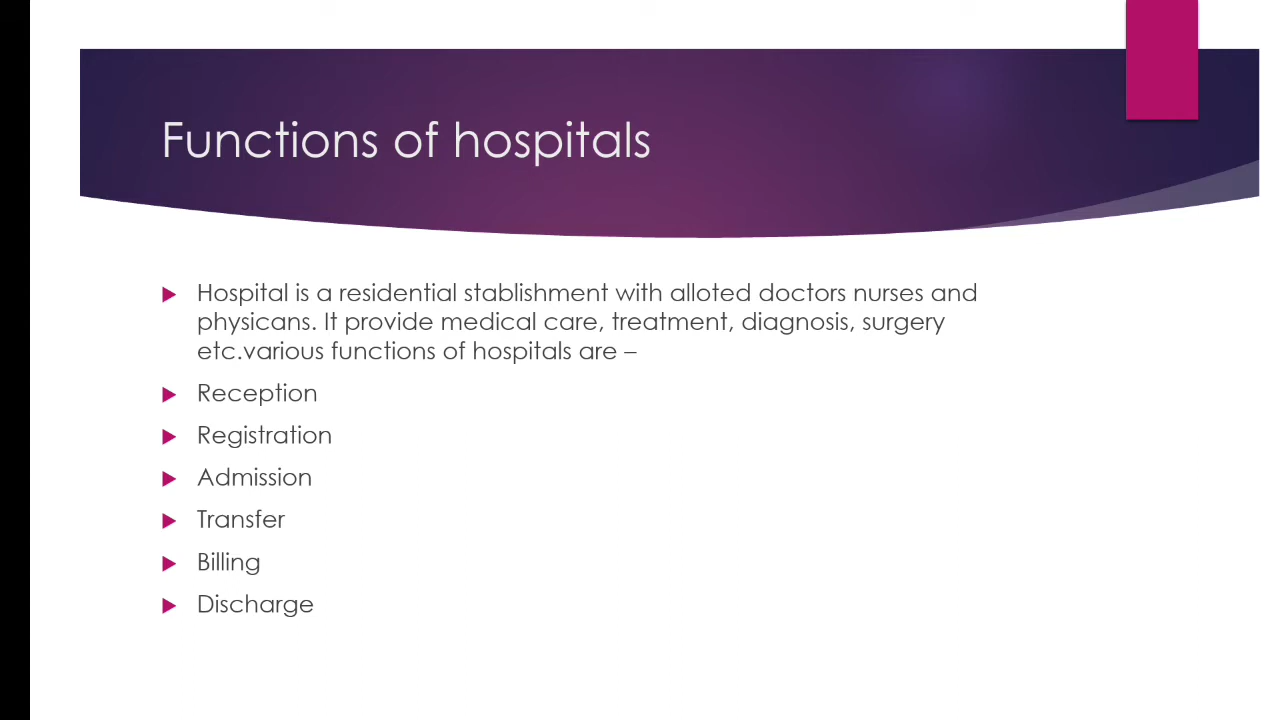 Functions of hospitals
Hospital is a residential stablishment with alloted doctors nurses and
physicans. It provide medical care, treatment, diagnosis, surgery
etc.various functions of hospitals are –
Reception
Registration
Admission
Transfer
Billing
Discharge